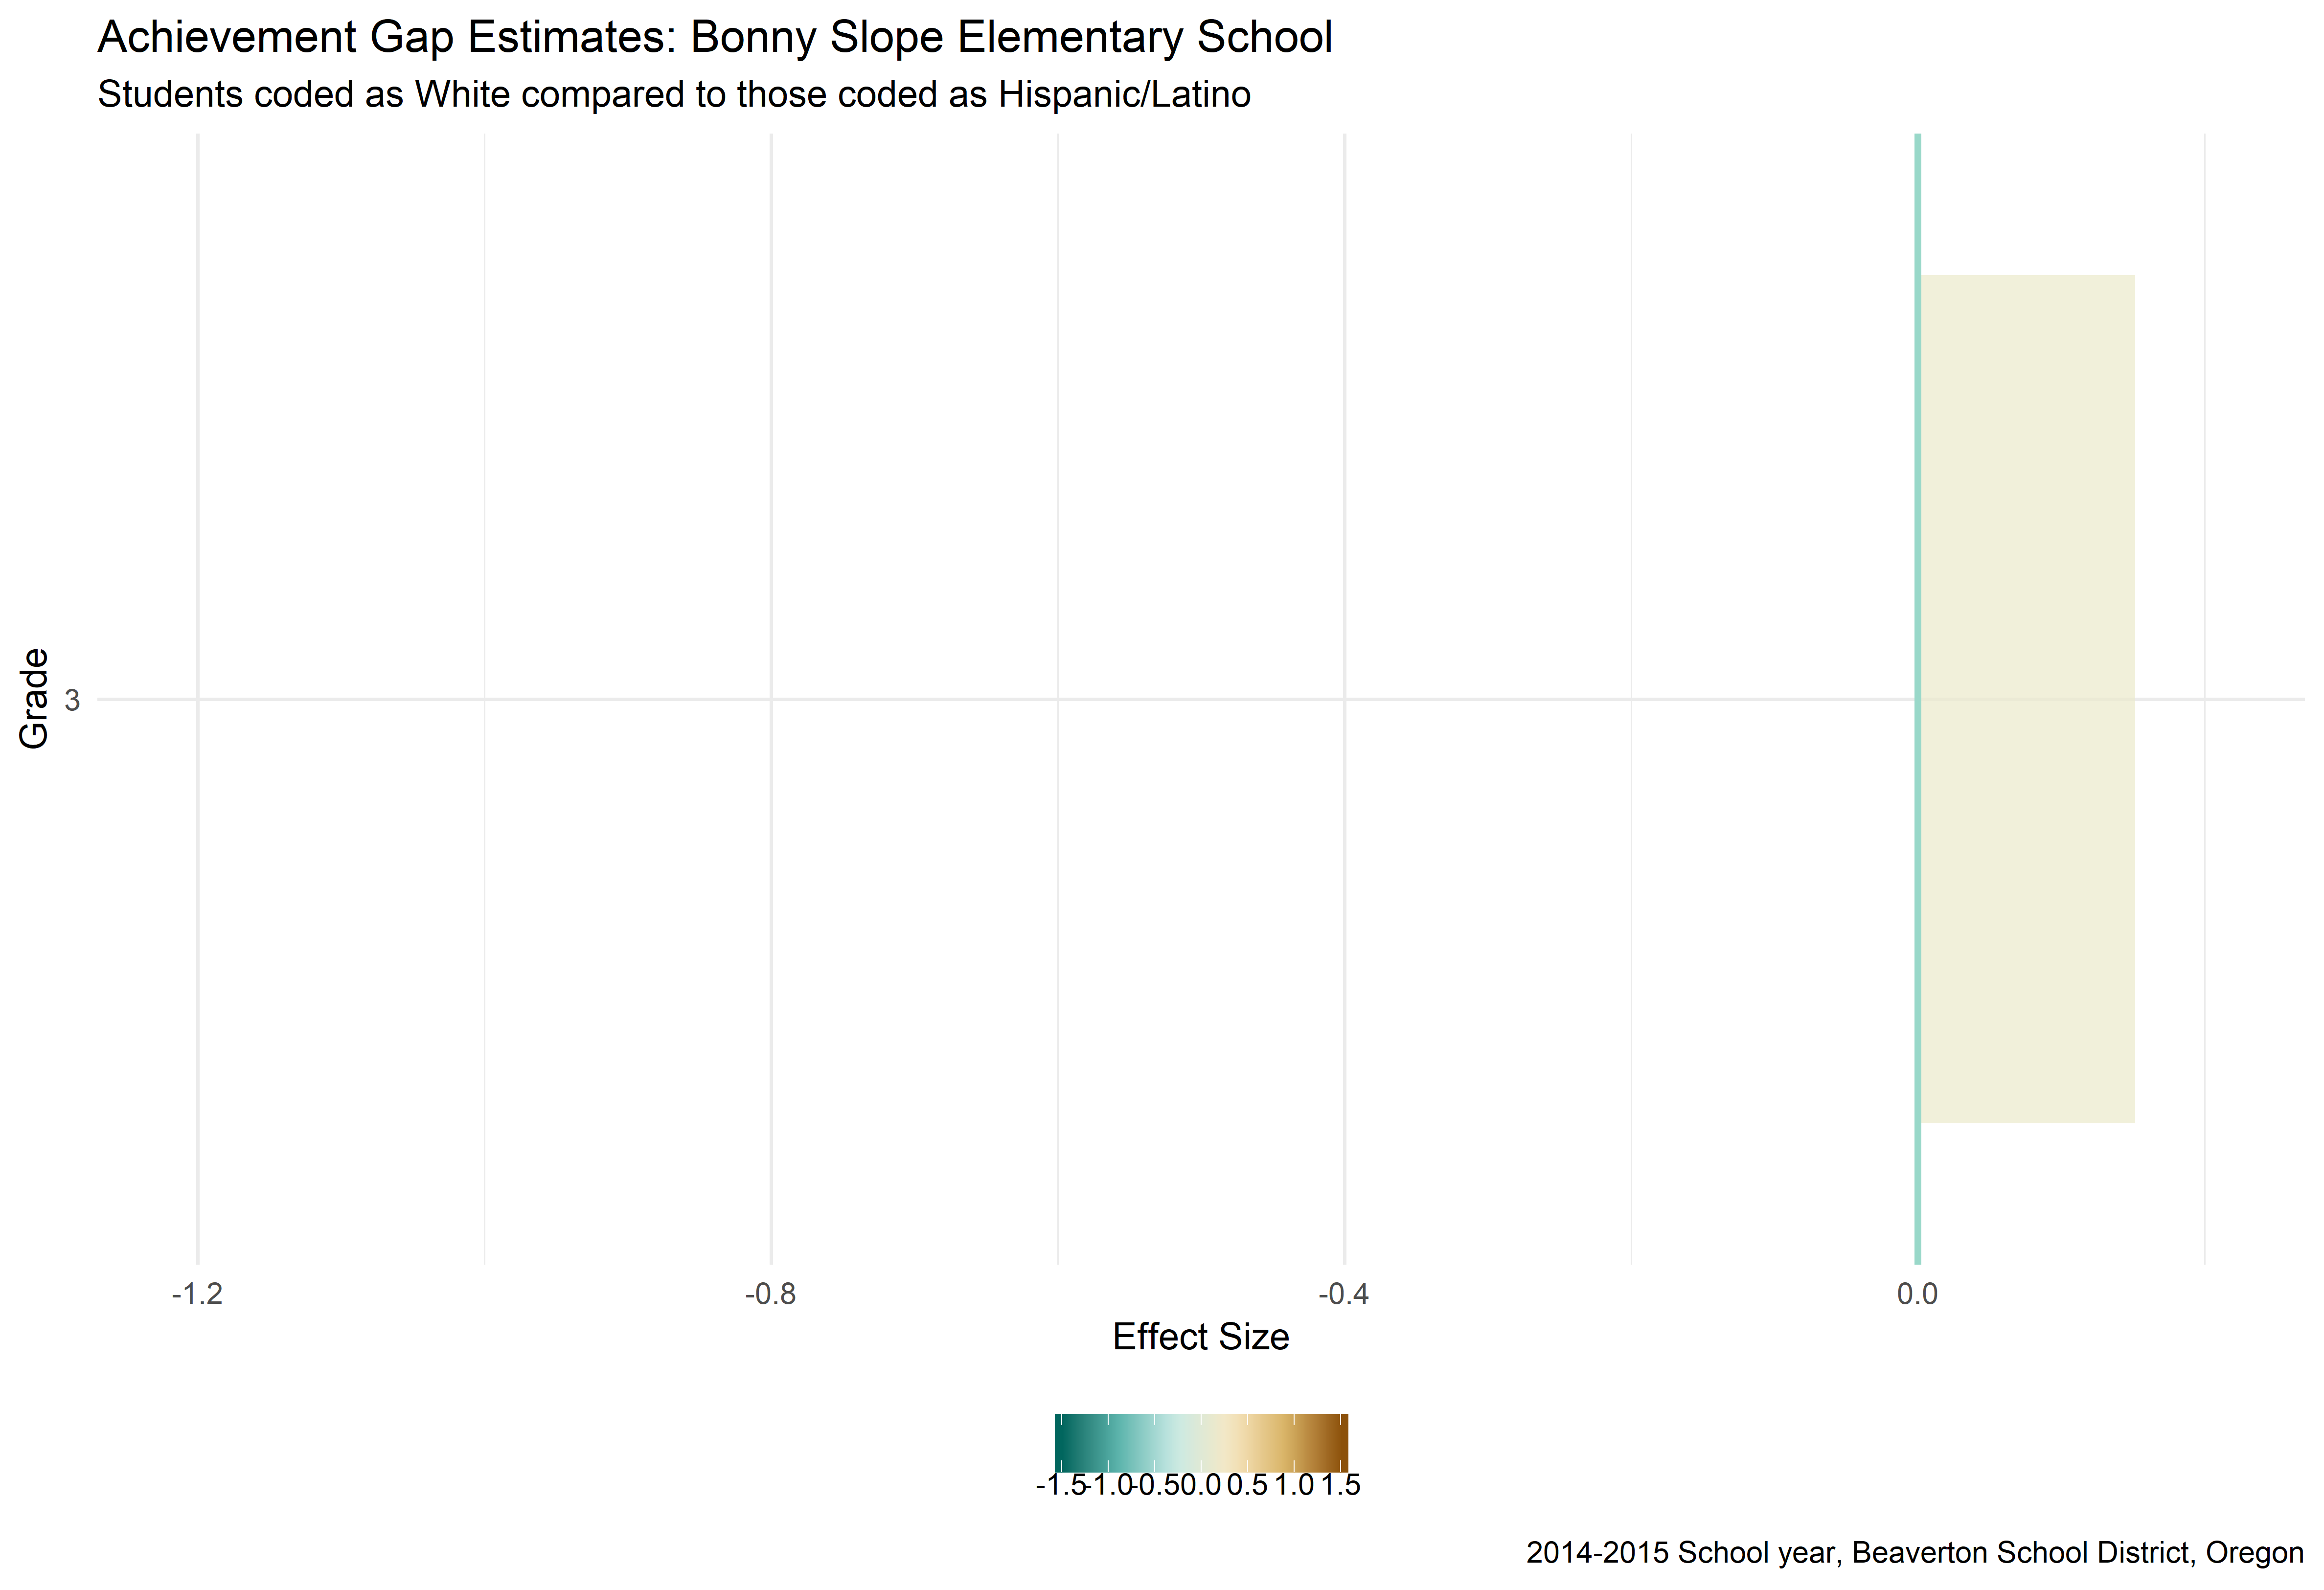 Achievement Gap Estimates: Bonny Slope Elementary School
Students coded as White compared to those coded as Hispanic/Latino
Grade
3
-1.2 -0.8 -0.4 0.0
Effect Size
-1.5 -1.0 -0.5 0.0 0.5 1.0 1.5
2014-2015 School year, Beaverton School District, Oregon